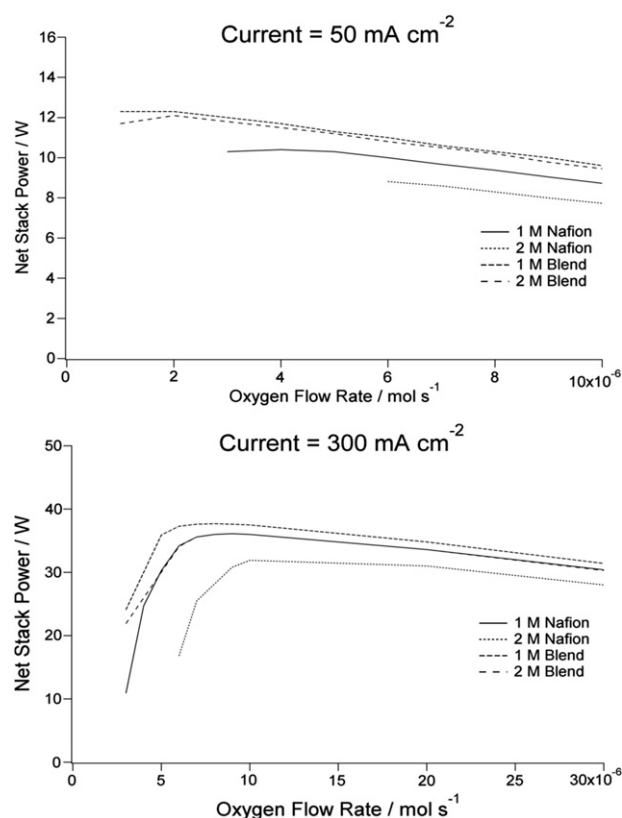 Current = 50 mA cm⁻²
16
14
12
10
8
6
4
2
0
Net Stack Power / W
1 M Nafion
2 M Nafion
1 M Blend
2 M Blend
0 2 4 6 8 10x10⁻⁶
Oxygen Flow Rate / mol s⁻¹
Current = 300 mA cm⁻²
50
40
30
20
10
0
Net Stack Power / W
1 M Nafion
2 M Nafion
1 M Blend
2 M Blend
0 5 10 15 20 25 30x10⁻⁶
Oxygen Flow Rate / mol s⁻¹